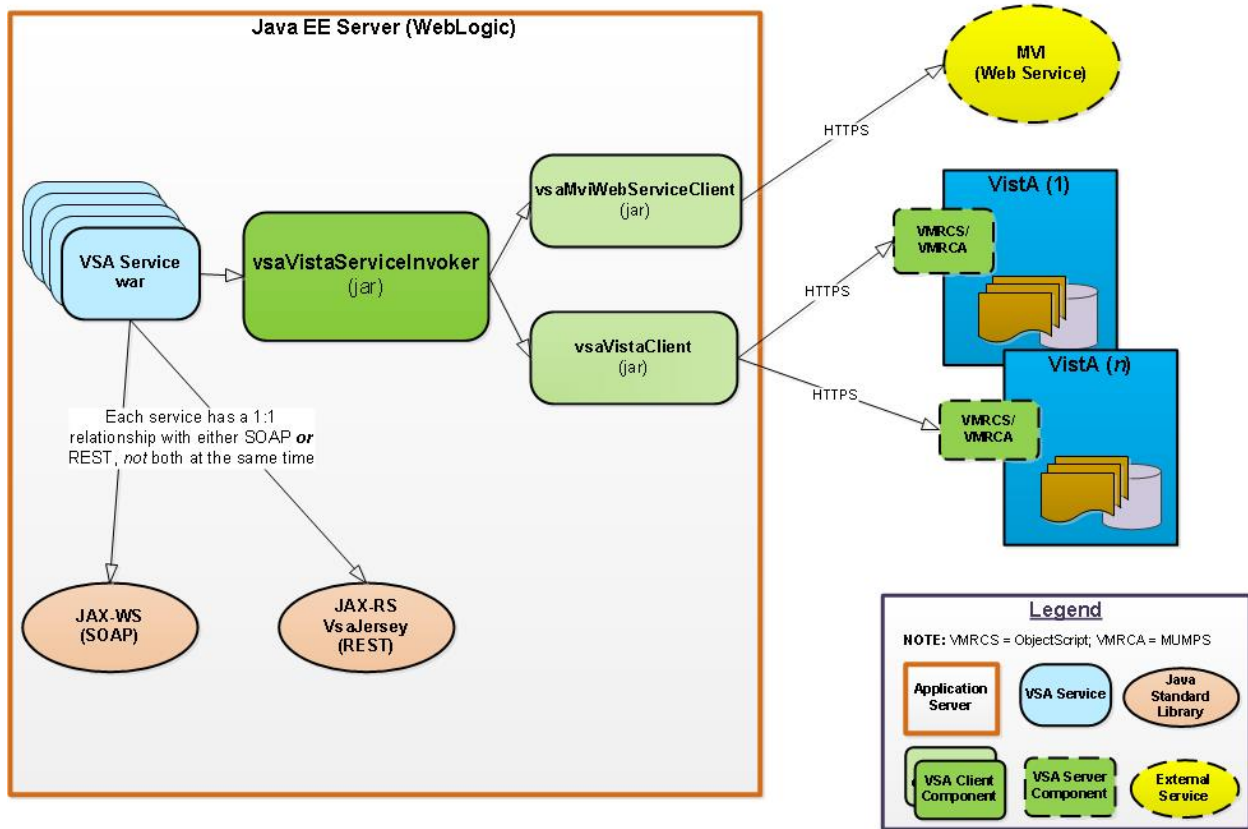 Java EE Server (WebLogic)
MVI
(Web Service)
HTTPS
vsaMviWebServiceClient
(jar)
VistA (1)
VMRCS/
VMRCA
VSA Service
war
vsaVistaServiceInvoker
(jar)
HTTPS
vsaVistaClient
(jar)
VistA (n)
HTTPS
VMRCS/
VMRCA
Each service has a 1:1
relationship with either SOAP or
REST, not both at the same time
JAX-WS
(SOAP)
JAX-RS
VsaJersey
(REST)
Legend
NOTE: VMRCS = ObjectScript; VMRCA = MUMPS
Application
Server
VSA Service
Java
Standard
Library
VSA Client
Component
VSA Server
Component
External
Service